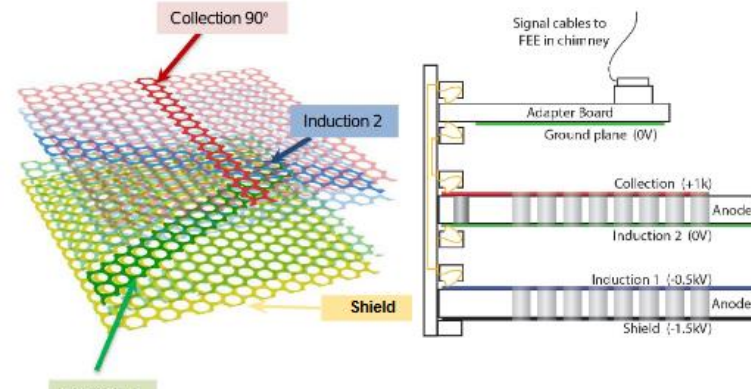 Collection 90°
Induction 2
Shield
Signal cables to
FEE in chimney
Adapter Board
Ground plane (0V)
Collection (+1k)
Anode
Induction 2 (0V)
Induction 1 (-0.5kV)
Anode
Shield (-1.5kV)